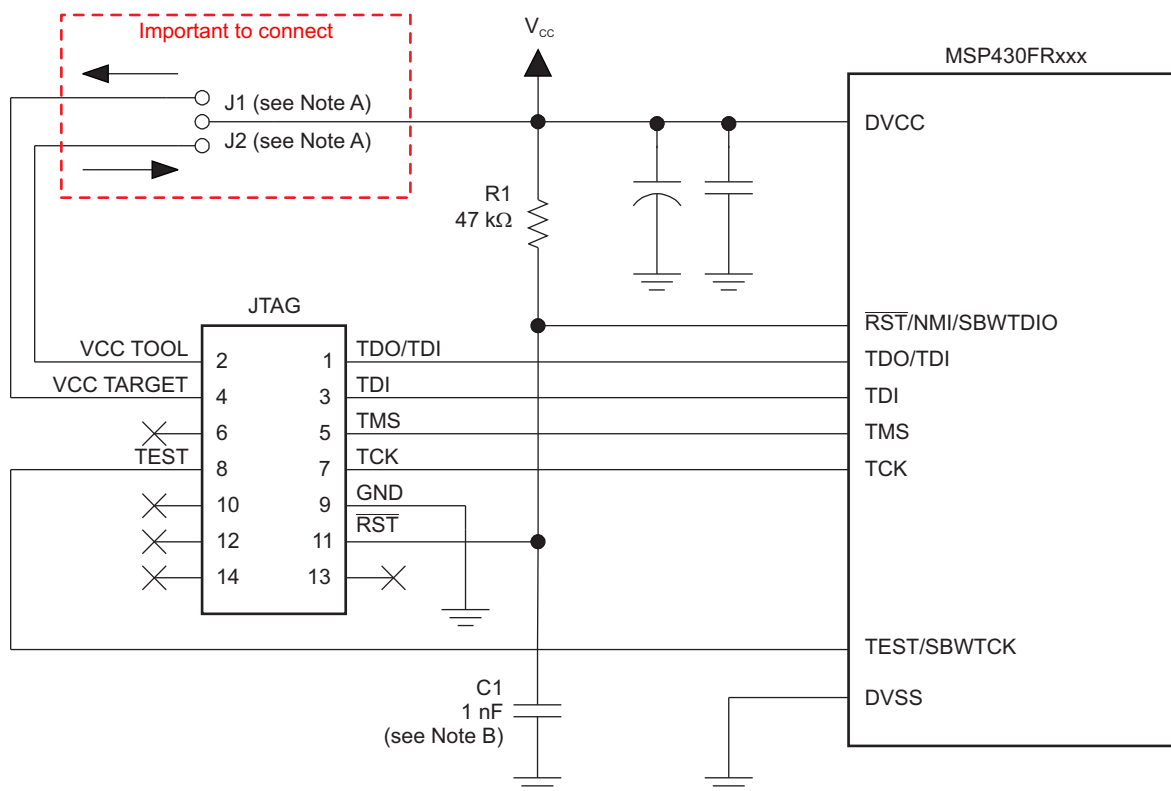 Important to connect
J1 (see Note A)
J2 (see Note A)
VCC
MSP430FRxxx
DVCC
R1
47 kΩ
JTAG
R̅S̅T̅/NMI/SBWTDIO
VCC TOOL
2
1
TDO/TDI
TDO/TDI
VCC TARGET
4
3
TDI
TDI
6
5
TMS
TMS
TEST
8
7
TCK
TCK
10
9
GND
12
11
R̅S̅T̅
14
13
TEST/SBWTCK
C1
1 nF
(see Note B)
DVSS